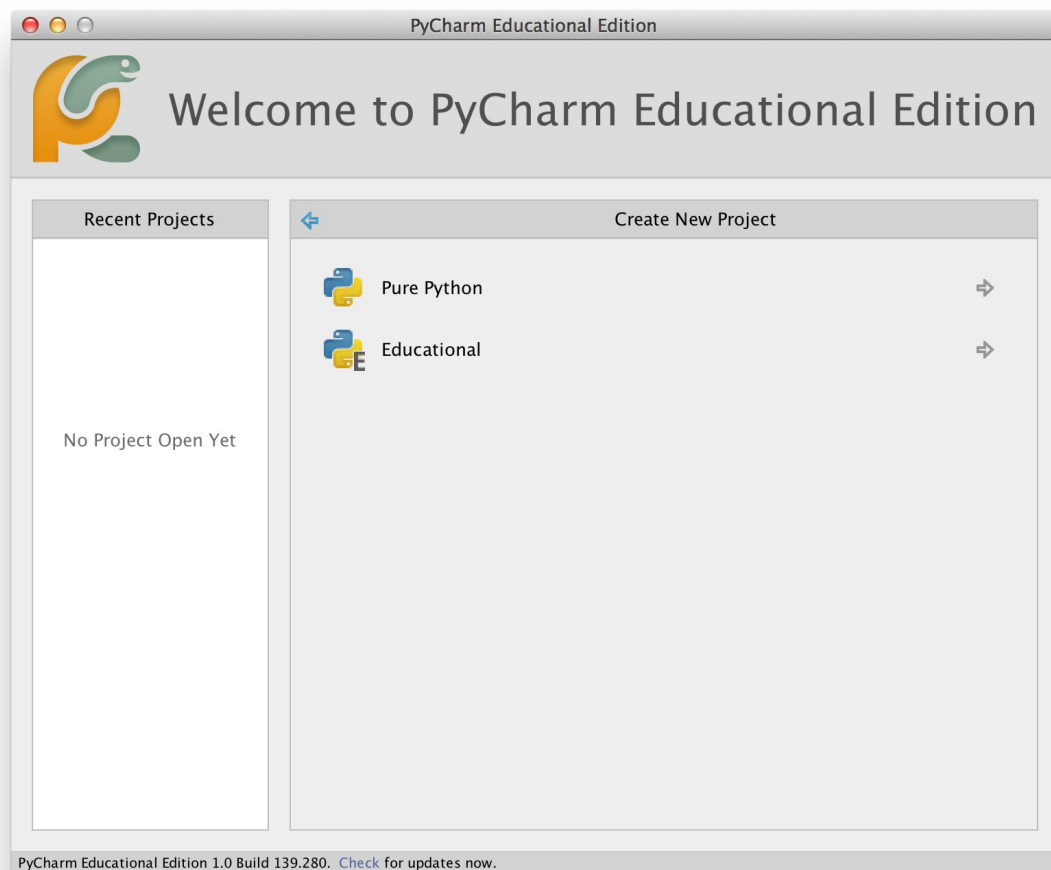 PyCharm Educational Edition
Welcome to PyCharm Educational Edition
Recent Projects
Create New Project
Pure Python
E
Educational
No Project Open Yet
PyCharm Educational Edition 1.0 Build 139.280. Check for updates now.